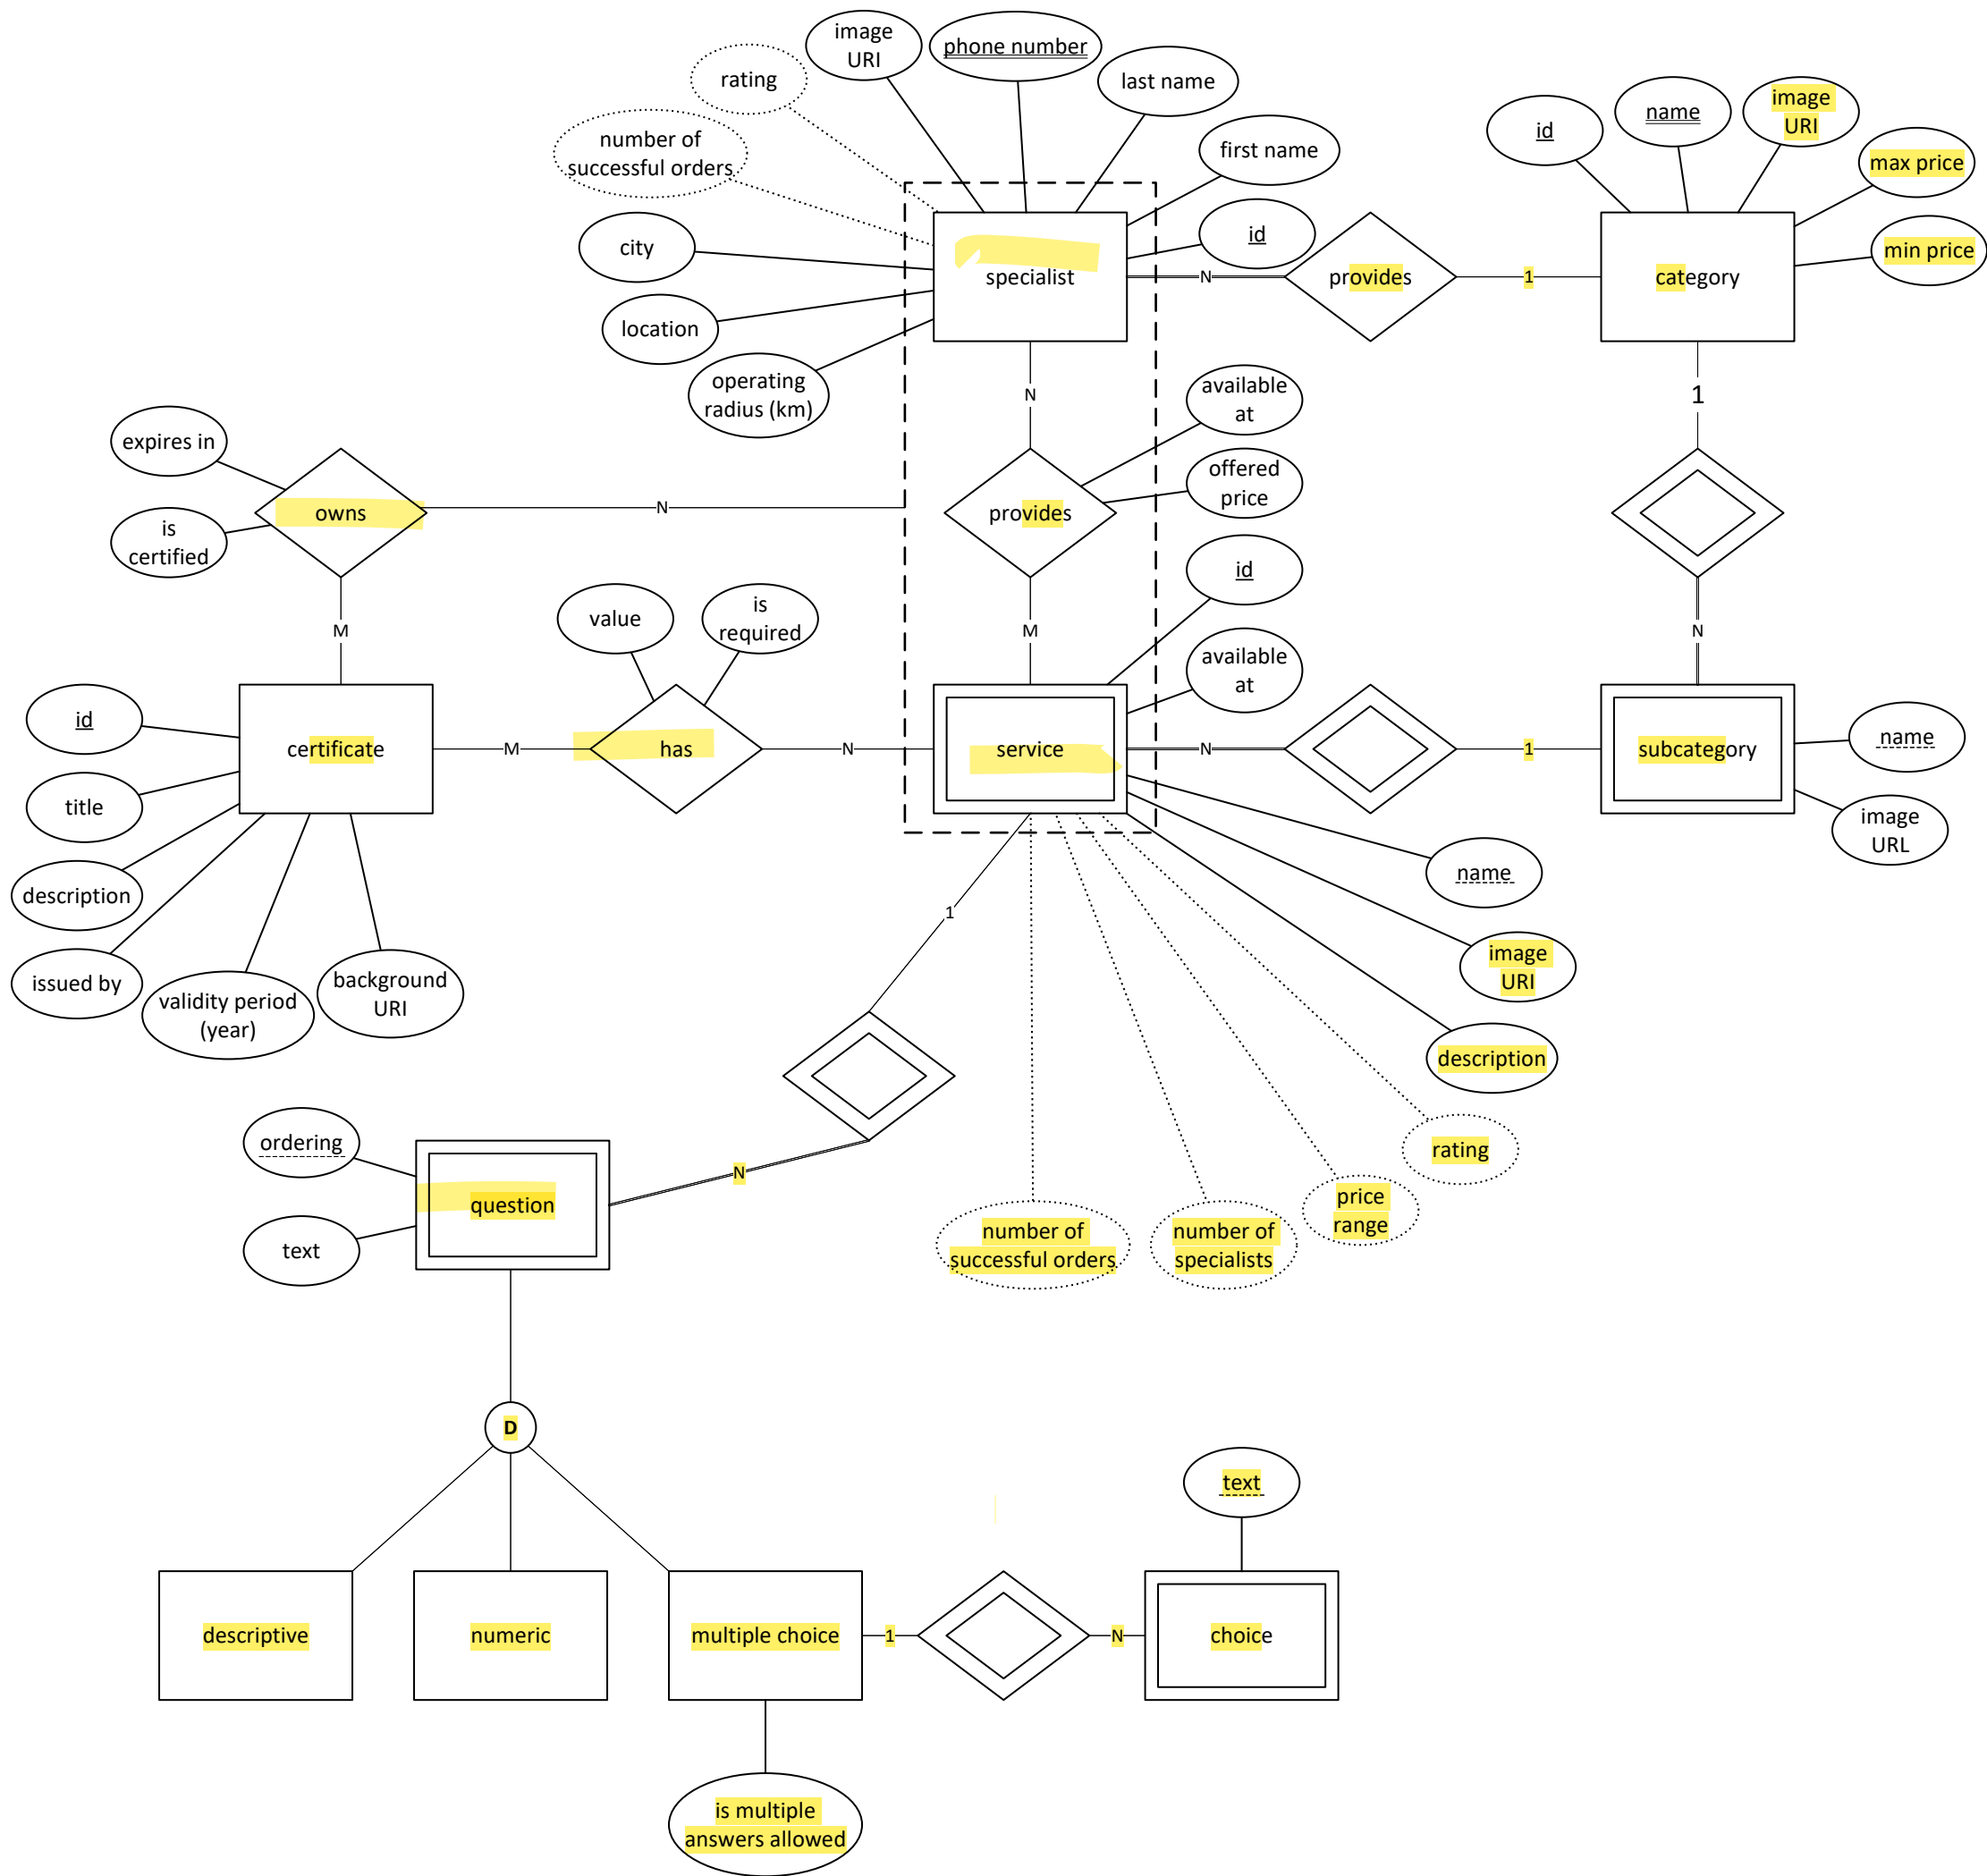 image
URI
phone number
last name
rating
number of
successful orders
first name
id
name
image
URI
max price
min price
city
id
specialist
N
provides
1
category
location
operating
radius (km)
N
available
at
1
expires in
owns
N
provides
offered
price
is
certified
M
value
is
required
M
id
N
available
at
id
certificate
M
has
N
service
N
1
subcategory
name
title
image
URL
description
name
1
issued by
validity period
(year)
background
URI
image
URI
description
ordering
N
rating
question
text
number of
successful orders
number of
specialists
price
range
D
text
descriptive
numeric
multiple choice
1
N
choice
is multiple
answers allowed